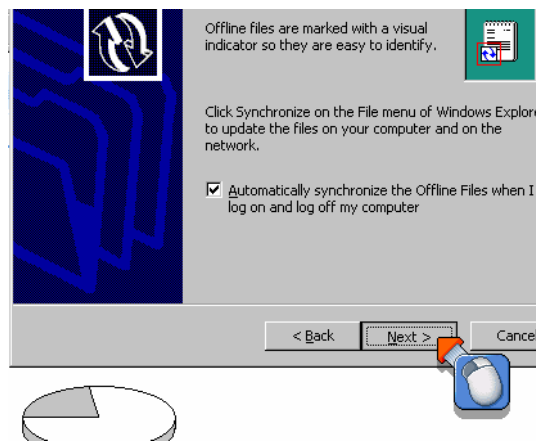 Offline files are marked with a visual
indicator so they are easy to identify.
Click Synchronize on the File menu of Windows Explore
to update the files on your computer and on the
network.
Automatically synchronize the Offline Files when I
log on and log off my computer
< Back
Next >
Cancel